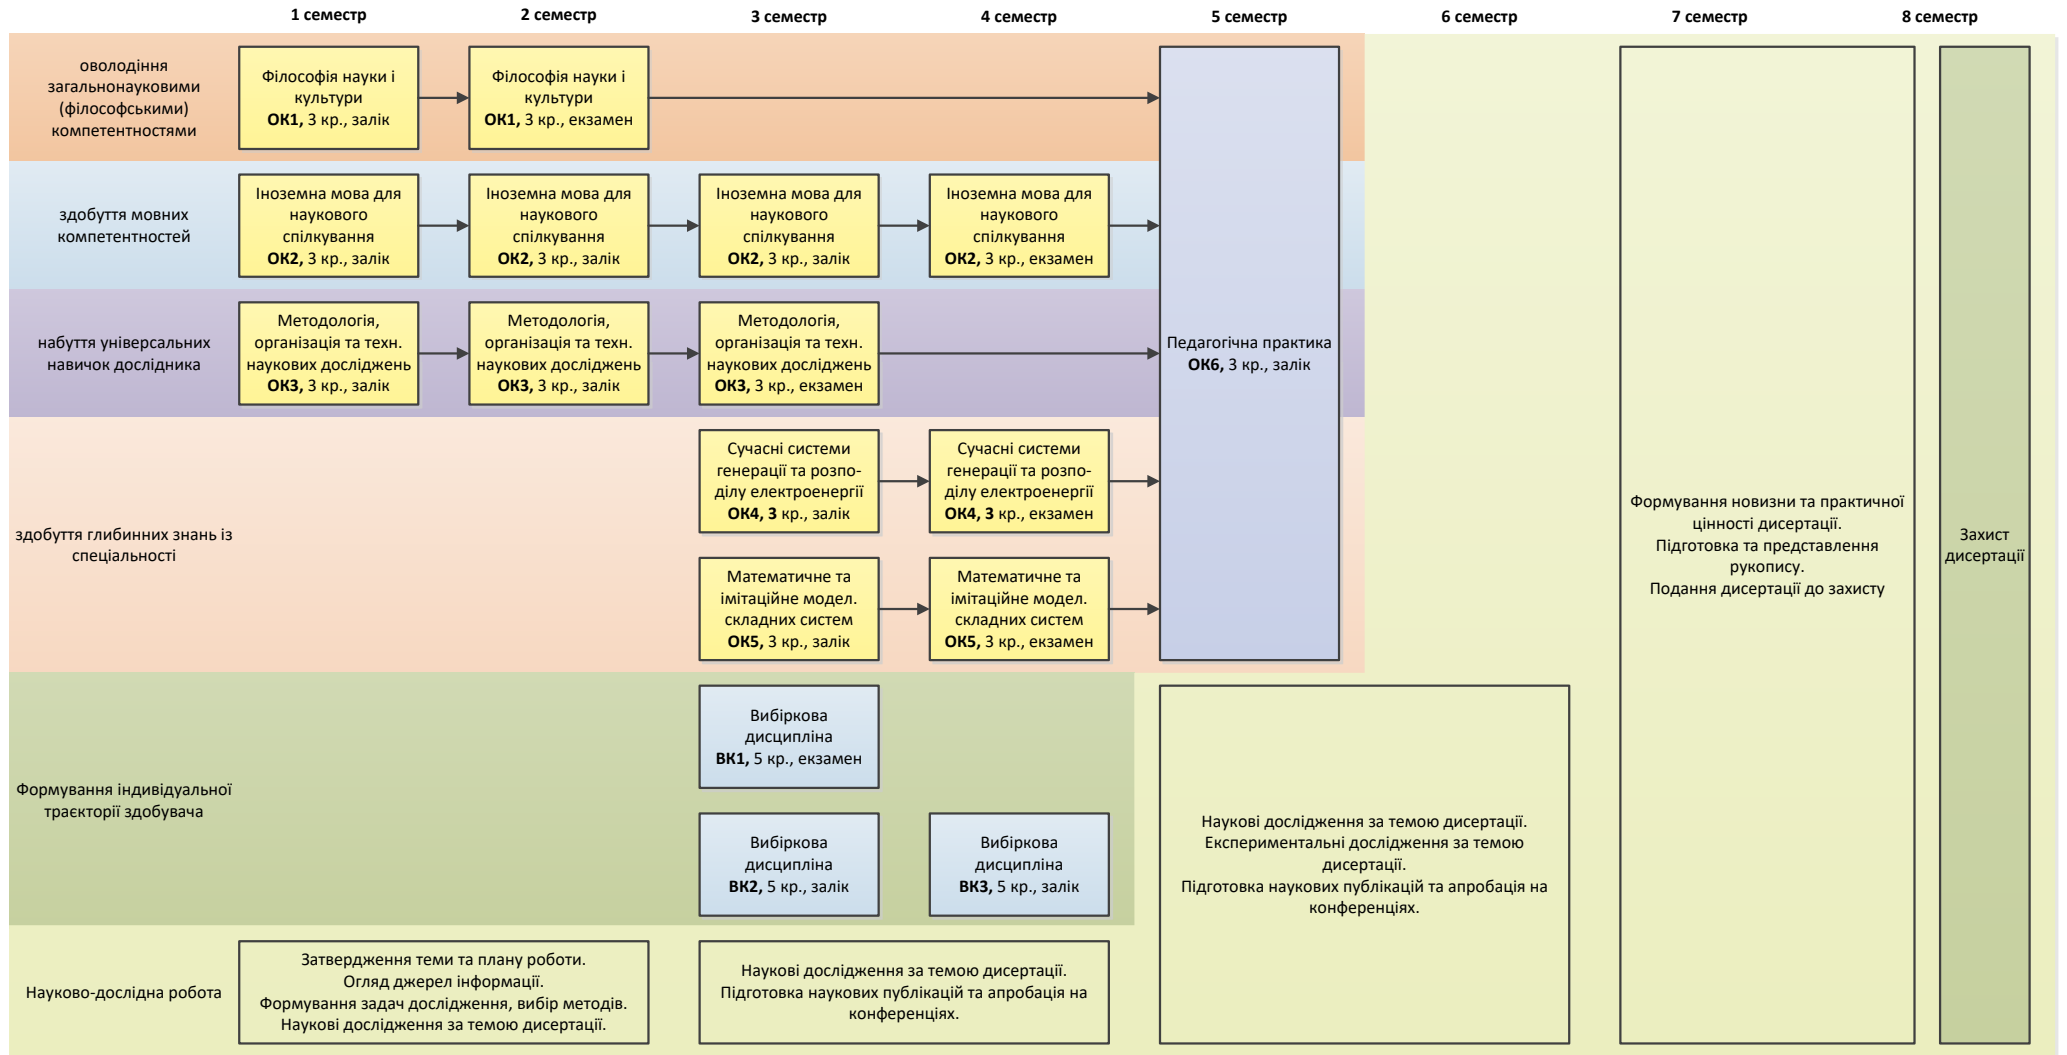 1 семестр
2 семестр
3 семестр
4 семестр
5 семестр
6 семестр
7 семестр
8 семестр
оволодіння
загальнонауковими
(філософськими)
компетентностями
Філософія науки і
культури
ОК1, 3 кр., залік
Філософія науки і
культури
ОК1, 3 кр., екзамен
здобуття мовних
компетентностей
Іноземна мова для
наукового
спілкування
ОК2, 3 кр., залік
Іноземна мова для
наукового
спілкування
ОК2, 3 кр., залік
Іноземна мова для
наукового
спілкування
ОК2, 3 кр., залік
Іноземна мова для
наукового
спілкування
ОК2, 3 кр., екзамен
набуття універсальних
навичок дослідника
Методологія,
організація та техн.
наукових досліджень
ОК3, 3 кр., залік
Методологія,
організація та техн.
наукових досліджень
ОК3, 3 кр., залік
Методологія,
організація та техн.
наукових досліджень
ОК3, 3 кр., екзамен
Педагогічна практика
ОК6, 3 кр., залік
здобуття глибинних знань із
спеціальності
Сучасні системи
генерації та розпо-
ділу електроенергії
ОК4, 3 кр., залік
Сучасні системи
генерації та розпо-
ділу електроенергії
ОК4, 3 кр., екзамен
Математичне та
імітаційне модел.
складних систем
ОК5, 3 кр., залік
Математичне та
імітаційне модел.
складних систем
ОК5, 3 кр., екзамен
Формування новизни та практичної
цінності дисертації.
Підготовка та представлення
рукопису.
Подання дисертації до захисту
Захист
дисертації
Формування індивідуальної
траєкторії здобувача
Вибіркова
дисципліна
ВК1, 5 кр., екзамен
Вибіркова
дисципліна
ВК2, 5 кр., залік
Вибіркова
дисципліна
ВК3, 5 кр., залік
Наукові дослідження за темою дисертації.
Експериментальні дослідження за темою
дисертації.
Підготовка наукових публікацій та апробація на
конференціях.
Науково-дослідна робота
Затвердження теми та плану роботи.
Огляд джерел інформації.
Формування задач дослідження, вибір методів.
Наукові дослідження за темою дисертації.
Наукові дослідження за темою дисертації.
Підготовка наукових публікацій та апробація на
конференціях.